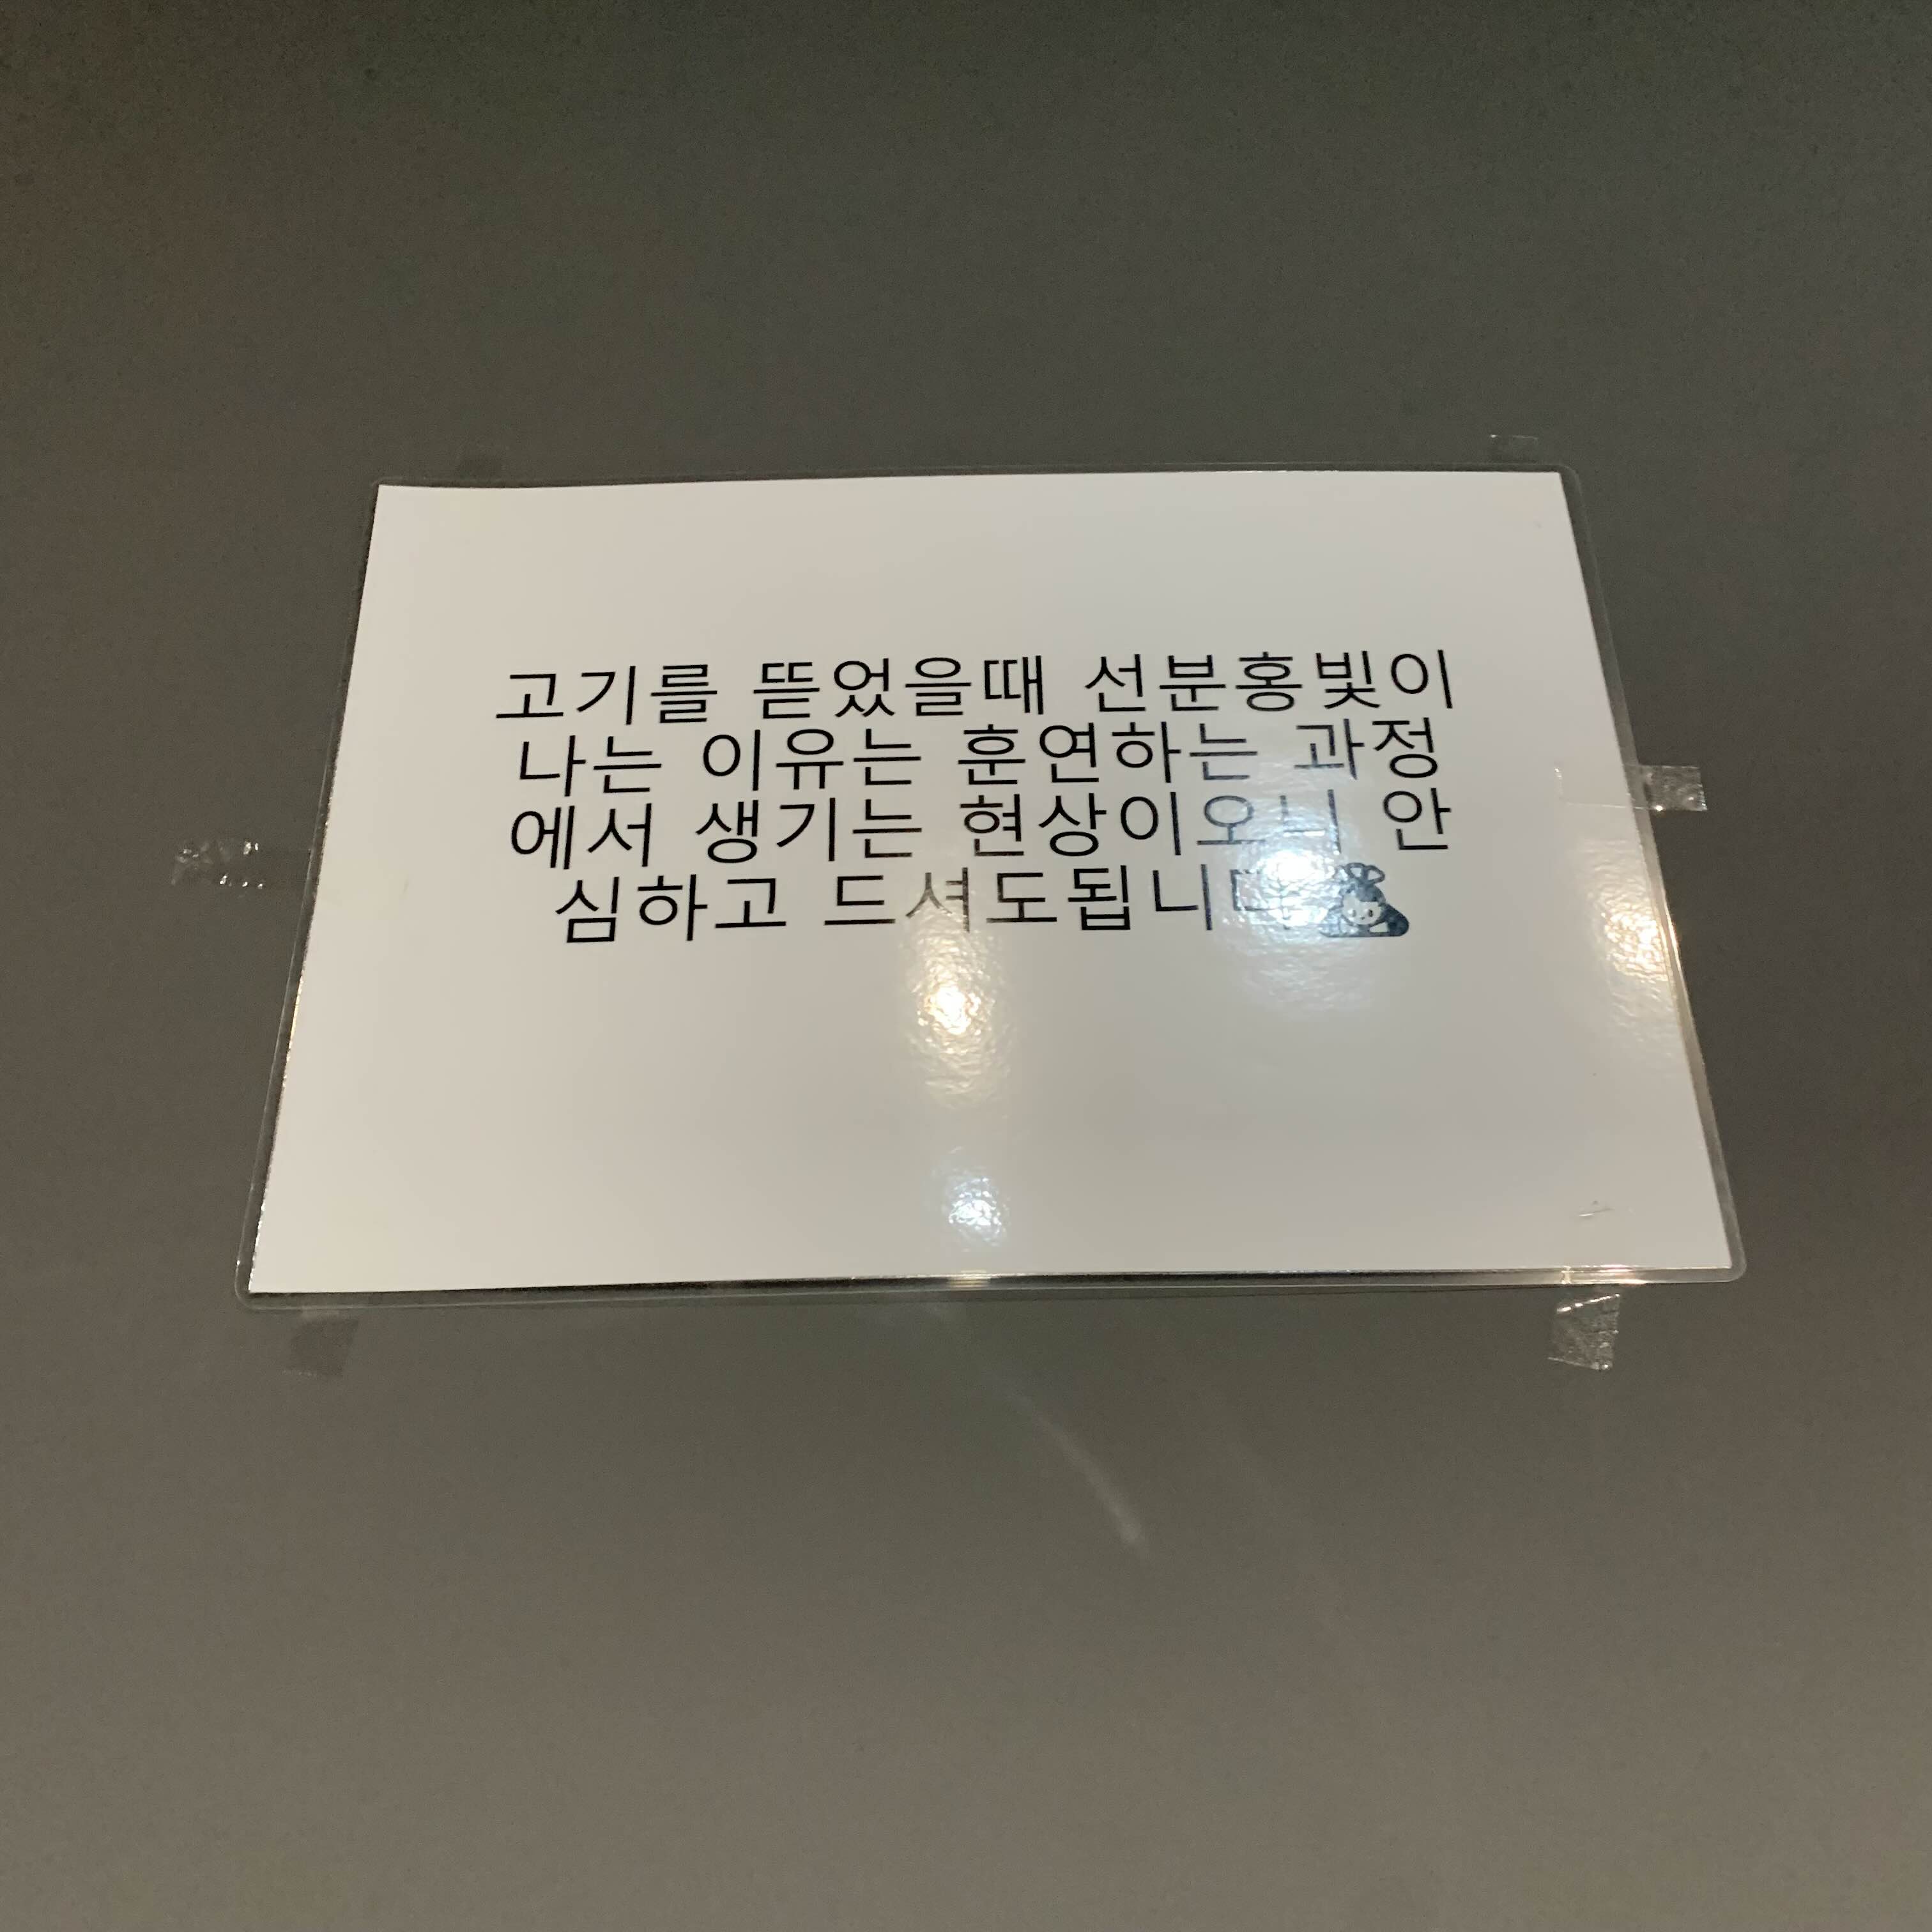 고기를 뜯었을때 선분홍빛이
나는 이유는 훈연하는 과정
에서 생기는 현상이오니 안
심하고 드셔도됩니다